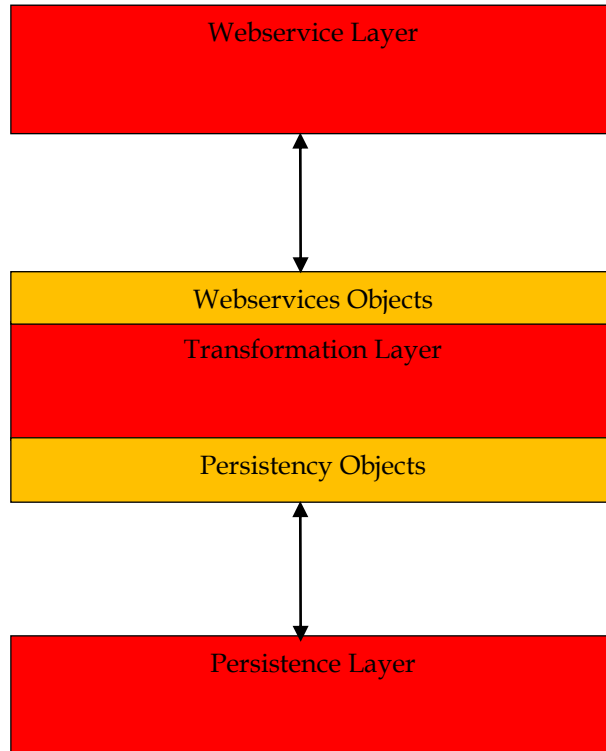 Webservice Layer
Webservices Objects
Transformation Layer
Persistency Objects
Persistence Layer